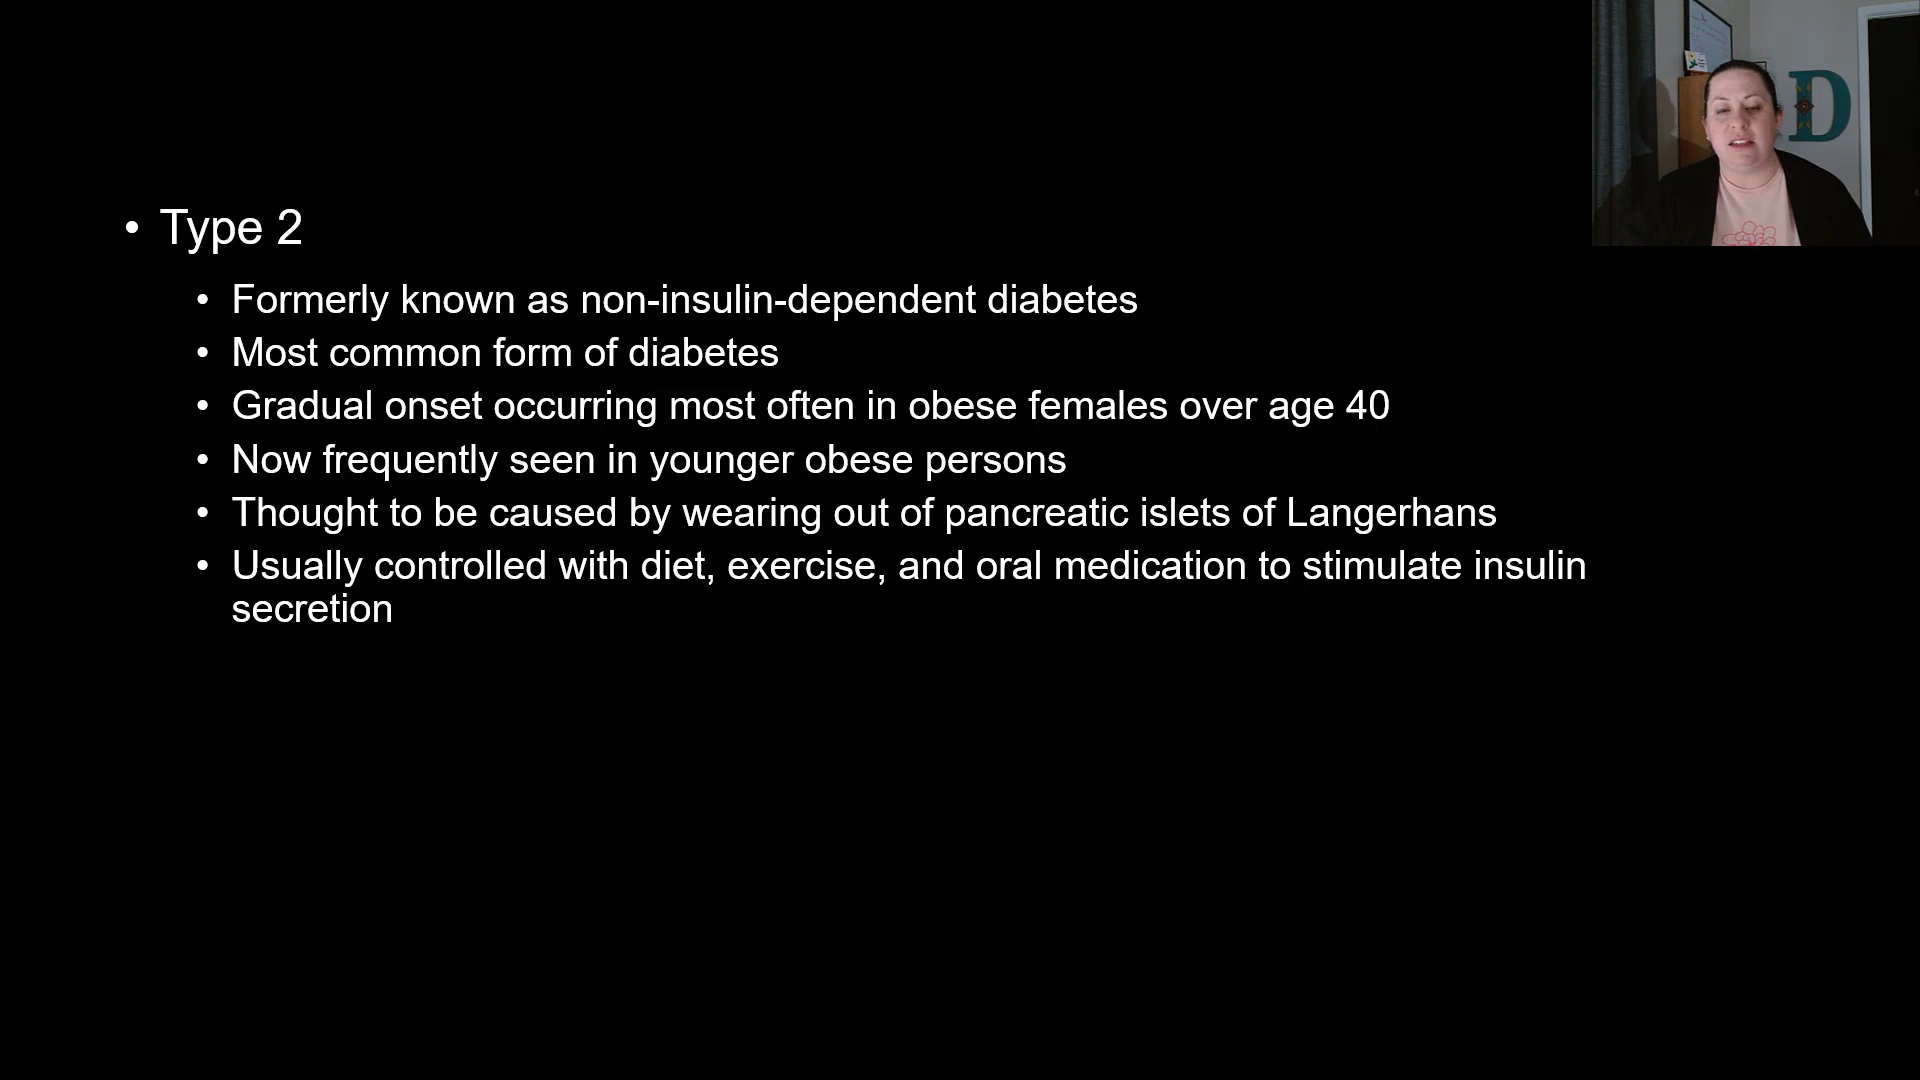 • Type 2
• Formerly known as non-insulin-dependent diabetes
• Most common form of diabetes
• Gradual onset occurring most often in obese females over age 40
• Now frequently seen in younger obese persons
• Thought to be caused by wearing out of pancreatic islets of Langerhans
• Usually controlled with diet, exercise, and oral medication to stimulate insulin
secretion
D